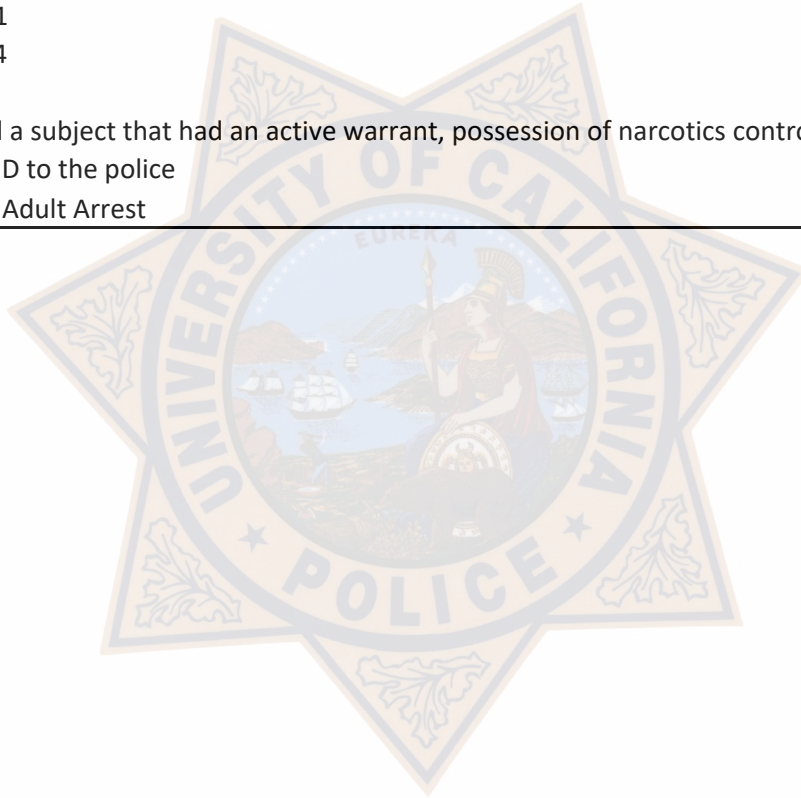 1
4
a subject that had an active warrant, possession of narcotics contro
D to the police
Adult Arrest
UNIVERSITY OF CALIFORNIA
EUREKA
POLICE